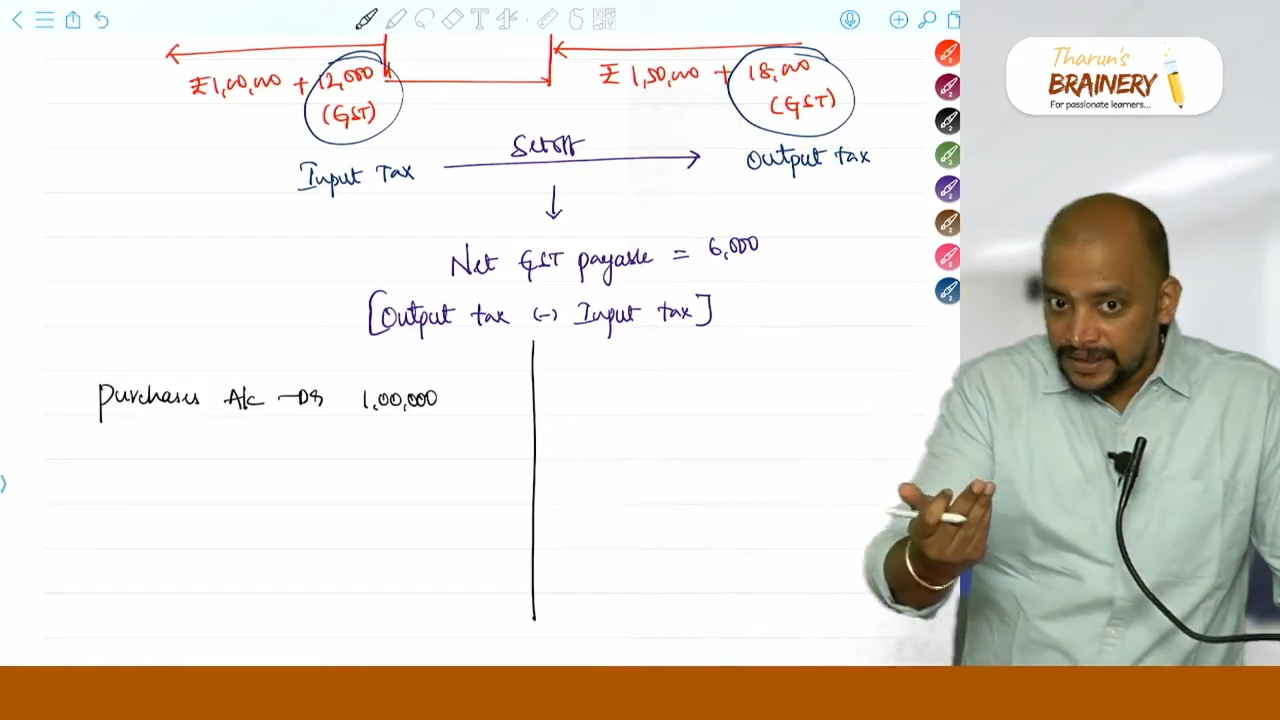 ₹1,00,000 + 12,000
(GST)
₹ 1,50,000 + 18,000
(GST)
Input Tax
Setoff
Output tax
Net GST payable = 6,000
[Output tax (-) Input tax]
Purchases A/c Dr 1,00,000
Tharun's
BRAINERY
For passionate learners...